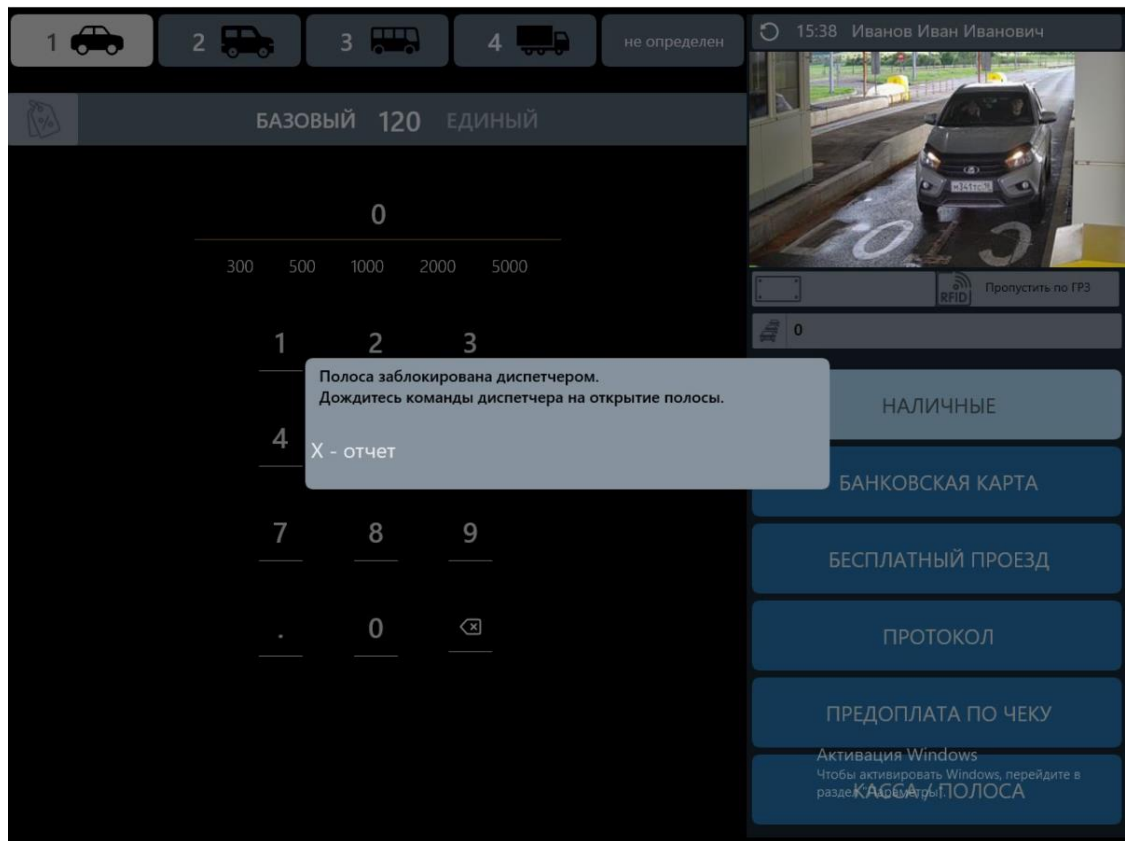 1
2
3
4
не определен
15:38 Иванов Иван Иванович
БАЗОВЫЙ 120 ЕДИНЫЙ
0
300 500 1000 2000 5000
RFID
Пропустить по ГРЗ
0
1 2 3
Полоса заблокирована диспетчером.
Дождитесь команды диспетчера на открытие полосы.
X - отчет
4
7 8 9
. 0
НАЛИЧНЫЕ
БАНКОВСКАЯ КАРТА
БЕСПЛАТНЫЙ ПРОЕЗД
ПРОТОКОЛ
ПРЕДОПЛАТА ПО ЧЕКУ
Активация Windows
Чтобы активировать Windows, перейдите в
раздел "Параметры".
КАССА / ПОЛОСА